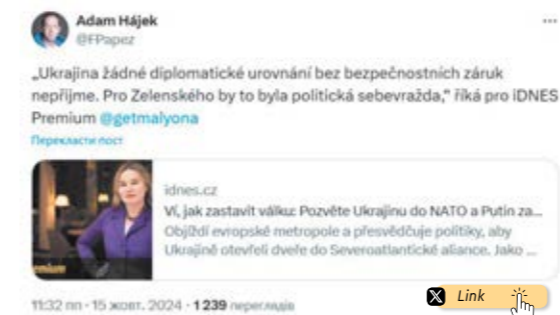 Adam Hájek
@FPapez
„Ukrajina žádné diplomatické urovnání bez bezpečnostních záruk
nepřijme. Pro Zelenského by to byla politická sebevražda,“ říká pro iDNES
Premium @getmalyona
Перекласти пост
idnes.cz
Ví, jak zastavit válku: Pozvěte Ukrajinu do NATO a Putin za...
Objíždí evropské metropole a přesvědčuje politiky, aby
Ukrajině otevřeli dveře do Severoatlantické aliance. Jako ...
11:32 пп · 15 жовт. 2024 · 1 239 переглядів
X Link